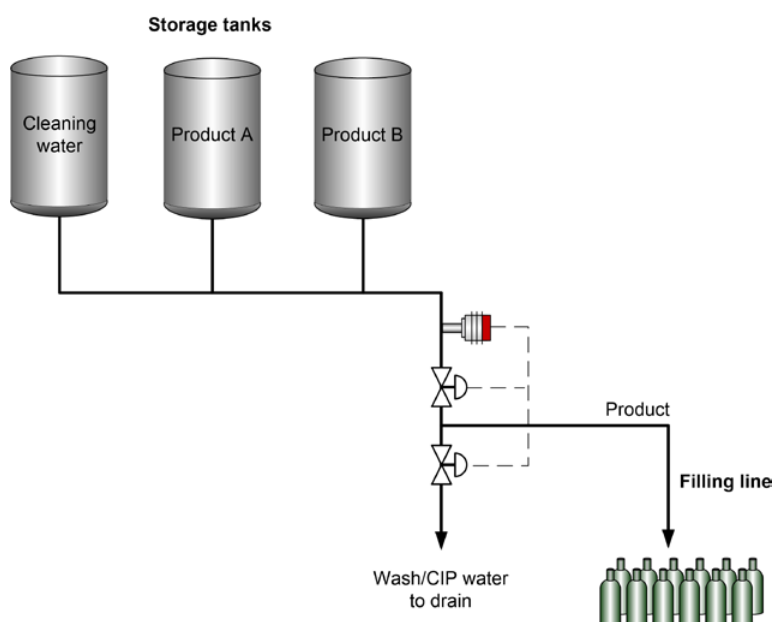 Storage tanks
Cleaning
water
Product A
Product B
Product
Filling line
Wash/CIP water
to drain